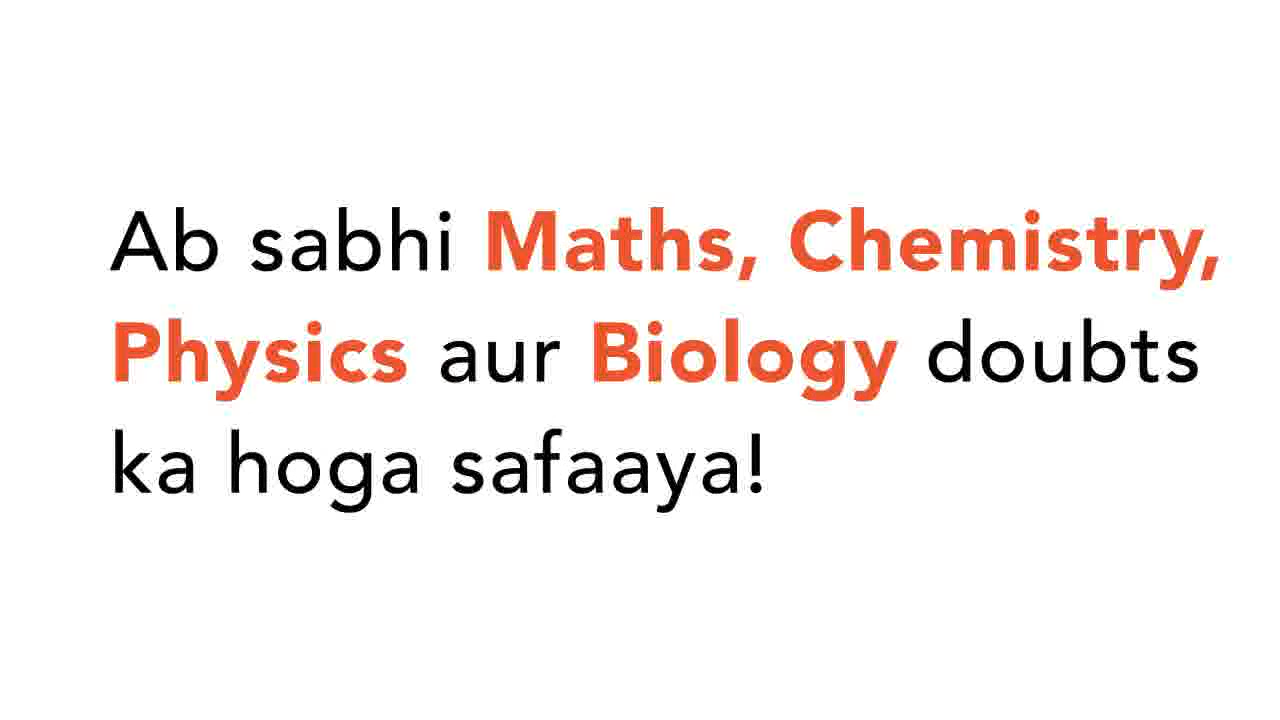 Ab sabhi Maths, Chemistry,
Physics aur Biology doubts
ka hoga safaaya!